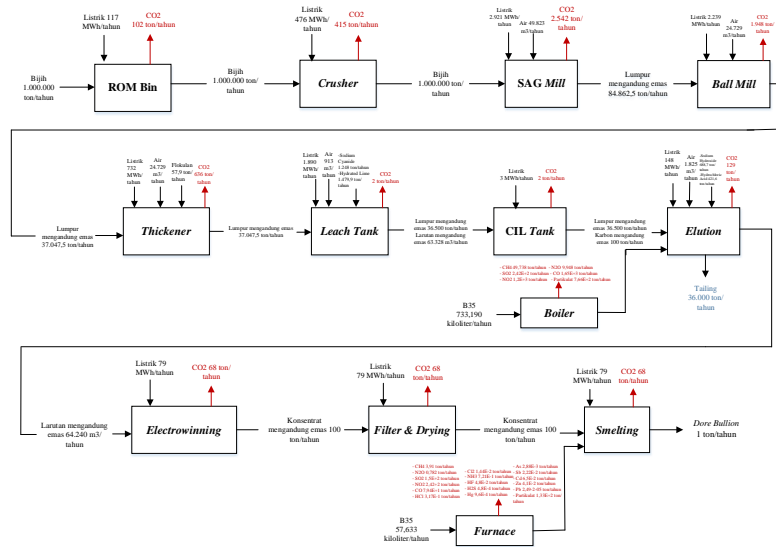 Listrik 117
MWh/tahun
CO2
102 ton/tahun
Bijih
1.000.000
ton/tahun
ROM Bin
Bijih
1.000.000 ton/
tahun
Listrik
476 MWh/tahun
CO2
415 ton/tahun
Crusher
Bijih
1.000.000 ton/
tahun
Listrik
2.921 MWh/
tahun
Air 49.823
m3/tahun
CO2
2.542 ton/tahun
SAG Mill
Lumpur
mengandung emas
84.862,5 ton/tahun
Listrik 2.239
MWh/tahun
Air
24.729
m3/
tahun
CO2
1.948 ton/tahun
Ball Mill
Lumpur
mengandung emas
37.047,5 ton/tahun
Listrik
732
MWh/
tahun
Air
24.729
m3/
tahun
Flokulan
57,9 ton/
tahun
CO2
636 ton/tahun
Thickener
Lumpur mengandung emas
37.047,5 ton/tahun
Listrik
1.890
MWh/
tahun
Air
913
m3/
tahun
-Sodium
Cyanide
1.248 ton/tahun
-Hydrated Lime
tahun
CO2
2 ton/tahun
Leach Tank
Lumpur mengandung emas
36.500 ton/tahun
Larutan mengandung
emas 63.328 m3/tahun
Listrik
3 MWh/tahun
CO2
2 ton/tahun
CIL Tank
Lumpur mengandung
emas 36.500 ton/tahun
Karbon mengandung
emas 100 ton/tahun
Listrik
148
MWh/
tahun
Air
1.825
m3/
tahun
-Sodium
CO2
129
ton/
tahun
Elution
Tailing
36.000 ton/
tahun
B35
733,190
kiloliter/tahun
Boiler
Larutan mengandung
emas 64.240 m3/
tahun
Listrik 79
MWh/tahun
CO2 68 ton/
tahun
Electrowinning
Konsentrat
mengandung emas 100
ton/tahun
Listrik
79 MWh/tahun
CO2 68
ton/tahun
Filter & Drying
Konsentrat
mengandung emas 100
ton/tahun
Listrik 79
MWh/tahun
CO2 68
ton/tahun
Smelting
Dore Bullion
1 ton/tahun
B35
57,633
kiloliter/tahun
Furnace